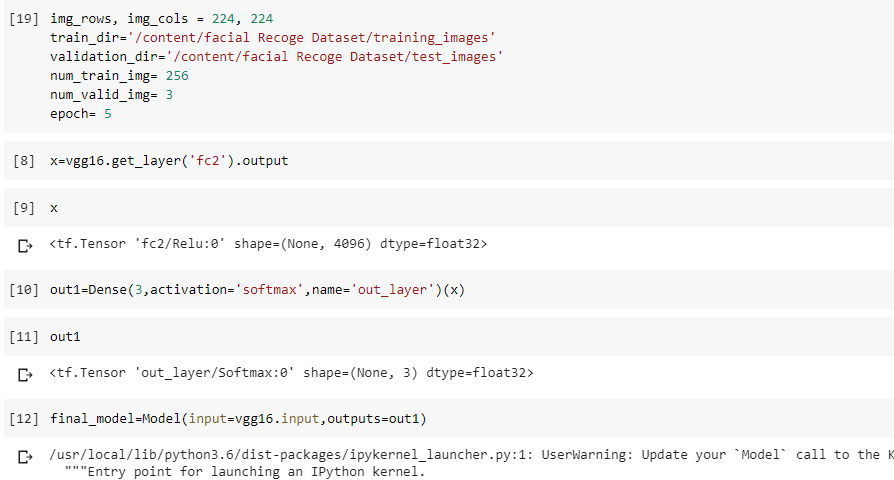 [19] img_rows, img_cols = 224, 224
train_dir='/content/facial Recoge Dataset/training_images'
validation_dir='/content/facial Recoge Dataset/test_images'
num_train_img= 256
num_valid_img= 3
epoch= 5
[8] x=vgg16.get_layer('fc2').output
[9] x
<tf.Tensor 'fc2/Relu:0' shape=(None, 4096) dtype=float32>
[10] out1=Dense(3,activation='softmax',name='out_layer')(x)
[11] out1
<tf.Tensor 'out_layer/Softmax:0' shape=(None, 3) dtype=float32>
[12] final_model=Model(input=vgg16.input,outputs=out1)
/usr/local/lib/python3.6/dist-packages/ipykernel_launcher.py:1: UserWarning: Update your `Model` call to the K
"""Entry point for launching an IPython kernel.